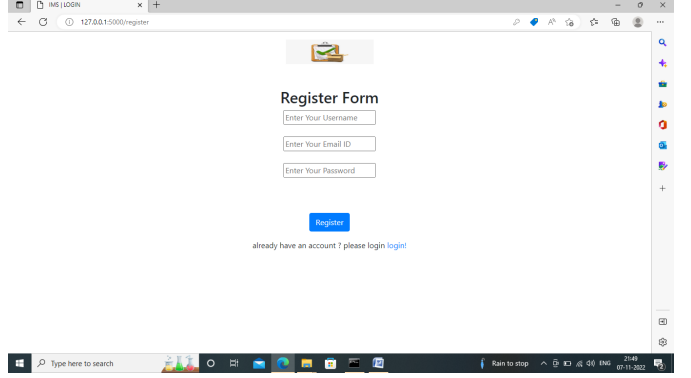 IMS | LOGIN
127.0.0.1:5000/register
Register Form
Enter Your Username
Enter Your Email ID
Enter Your Password
Register
already have an account ? please login login!
Type here to search
Rain to stop
ENG
21:49
07-11-2022